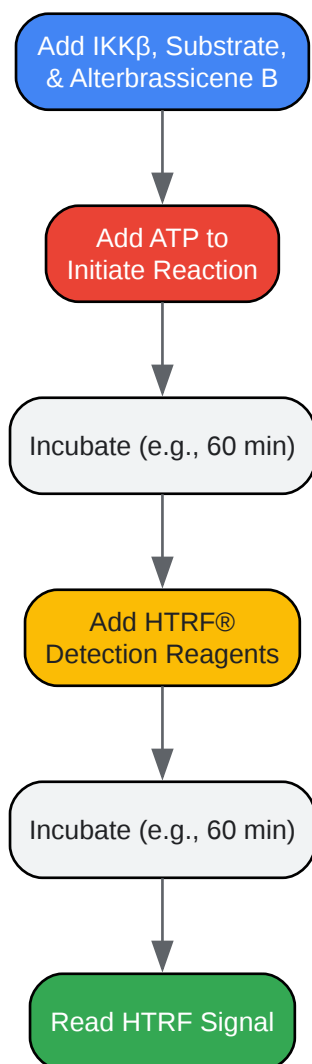 Add IKKβ, Substrate,
& Alterbrassicene B
Add ATP to
Initiate Reaction
Incubate (e.g., 60 min)
Add HTRF®
Detection Reagents
Incubate (e.g., 60 min)
Read HTRF Signal